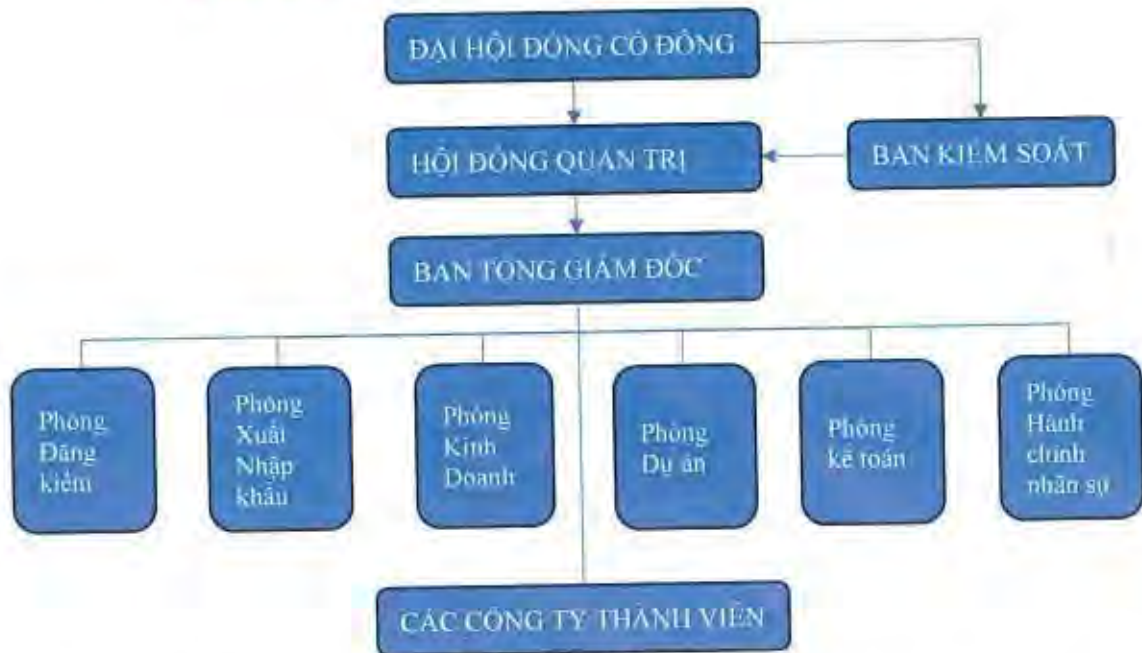 ĐẠI HỘI ĐỒNG CỔ ĐÔNG
HỘI ĐỒNG QUẢN TRỊ
BAN KIỂM SOÁT
BAN TỔNG GIÁM ĐỐC
Phòng
Đăng
kiểm
Phòng
Xuất
Nhập
khẩu
Phòng
Kinh
Doanh
Phòng
Dự án
Phòng
kế toán
Phòng
Hành
chính
nhân sự
CÁC CÔNG TY THÀNH VIÊN